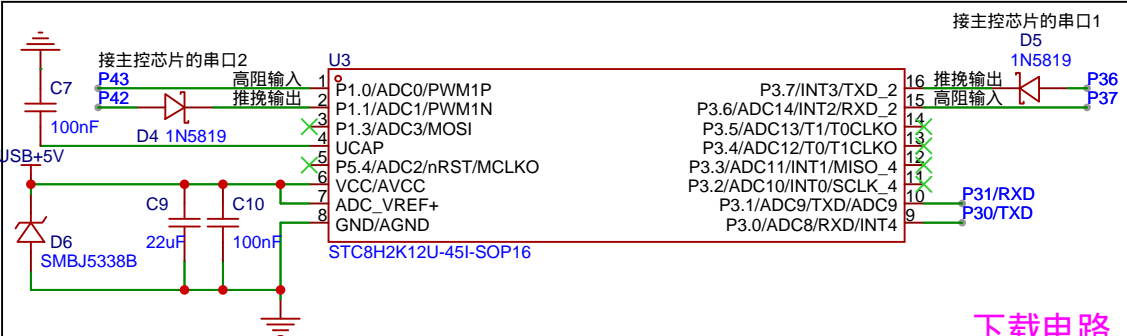 接主控芯片的串口1
D5
1N5819
接主控芯片的串口2
U3
C7
100nF
P43
高阻输入
P42
推挽输出
D4 1N5819
1
2
3
4
5
6
7
8
P1.0/ADC0/PWM1P
P1.1/ADC1/PWM1N
P1.3/ADC3/MOSI
UCAP
P5.4/ADC2/nRST/MCLKO
VCC/AVCC
ADC_VREF+
GND/AGND
P3.7/INT3/TXD_2
P3.6/ADC14/INT2/RXD_2
P3.5/ADC13/T1/T0CLKO
P3.4/ADC12/T0/T1CLKO
P3.3/ADC11/INT1/MISO_4
P3.2/ADC10/INT0/SCLK_4
P3.1/ADC9/TXD/ADC9
P3.0/ADC8/RXD/INT4
16
15
14
13
12
11
10
9
推挽输出
高阻输入
P36
P37
P31/RXD
P30/TXD
USB+5V
C9
22uF
C10
100nF
D6
SMBJ5338B
STC8H2K12U-45I-SOP16
下载电路